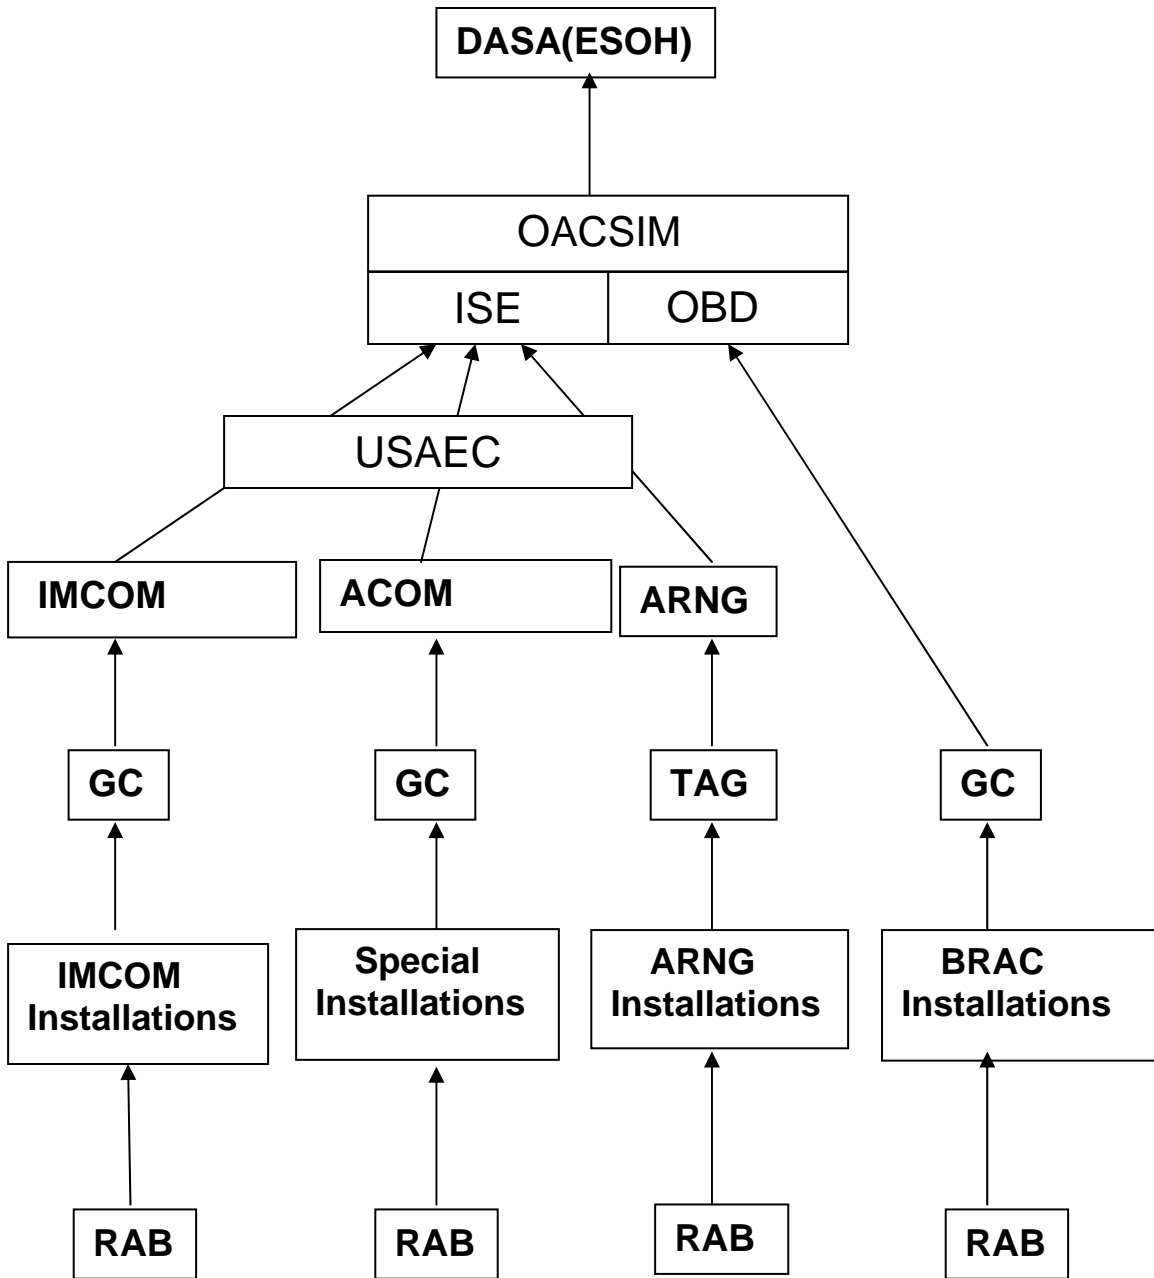 DASA(ESOH)
OACSIM
ISE
OBD
USAEC
IMCOM
ACOM
ARNG
GC
GC
TAG
GC
IMCOM
Installations
Special
Installations
ARNG
Installations
BRAC
Installations
RAB
RAB
RAB
RAB